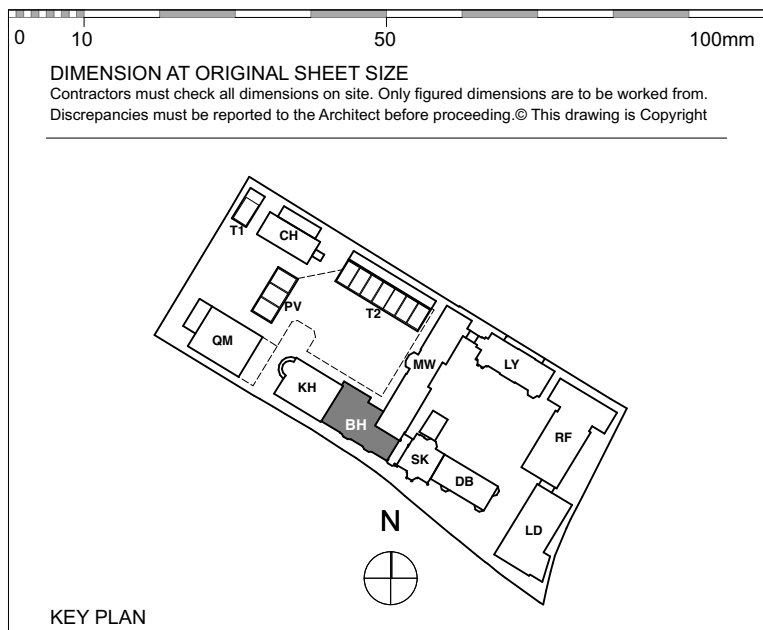 0 10 50 100mm
DIMENSION AT ORIGINAL SHEET SIZE
Contractors must check all dimensions on site. Only figured dimensions are to be worked from.
Discrepancies must be reported to the Architect before proceeding.© This drawing is Copyright
T1
CH
PV
T2
QM
MW
LY
KH
BH
RF
SK
DB
LD
N
KEY PLAN